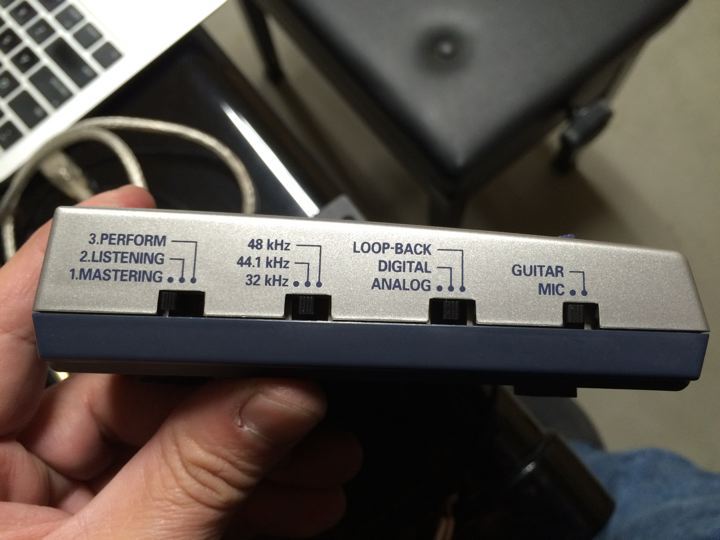 3.PERFORM
2.LISTENING
1.MASTERING
48 kHz
44.1 kHz
32 kHz
LOOP-BACK
DIGITAL
ANALOG
GUITAR
MIC